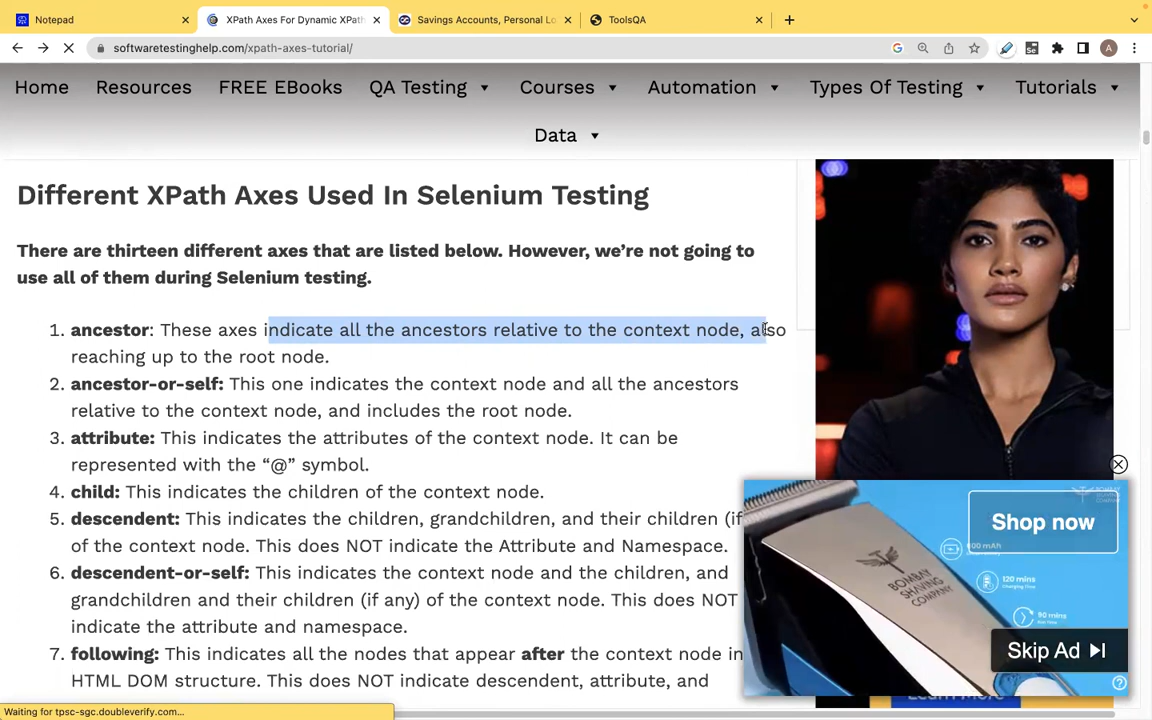 Notepad
XPath Axes For Dynamic XPath
Savings Accounts, Personal Lo
ToolsQA
softwaretestinghelp.com/xpath-axes-tutorial/
A
Home Resources FREE EBooks QA Testing Courses Automation Types Of Testing Tutorials
Data
Different XPath Axes Used In Selenium Testing
There are thirteen different axes that are listed below. However, we’re not going to
use all of them during Selenium testing.
1. ancestor: These axes indicate all the ancestors relative to the context node, also
reaching up to the root node.
2. ancestor-or-self: This one indicates the context node and all the ancestors
relative to the context node, and includes the root node.
3. attribute: This indicates the attributes of the context node. It can be
represented with the “@” symbol.
4. child: This indicates the children of the context node.
5. descendent: This indicates the children, grandchildren, and their children (if
of the context node. This does NOT indicate the Attribute and Namespace.
6. descendent-or-self: This indicates the context node and the children, and
grandchildren and their children (if any) of the context node. This does NOT
indicate the attribute and namespace.
7. following: This indicates all the nodes that appear after the context node in
HTML DOM structure. This does NOT indicate descendent, attribute, and
Shop now
600 mAh
120 mins
90 mins
BOMBAY
SHAVING
COMPANY
Skip Ad
Learn More
Waiting for tpsc-sgc.doubleverify.com...